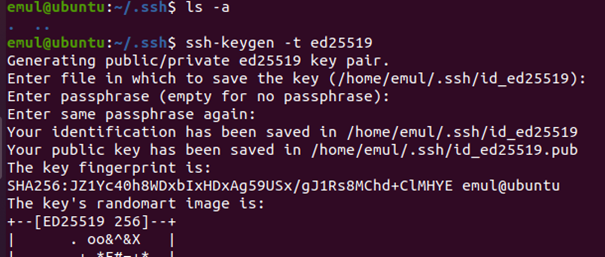 emul@ubuntu:~/.ssh$ ls -a
.  ..
emul@ubuntu:~/.ssh$ ssh-keygen -t ed25519
Generating public/private ed25519 key pair.
Enter file in which to save the key (/home/emul/.ssh/id_ed25519):
Enter passphrase (empty for no passphrase):
Enter same passphrase again:
Your identification has been saved in /home/emul/.ssh/id_ed25519
Your public key has been saved in /home/emul/.ssh/id_ed25519.pub
The key fingerprint is:
SHA256:JZ1Yc40h8WDxbIxHDxAg59USx/gJ1Rs8MChd+ClMHYE emul@ubuntu
The key's randomart image is:
+--[ED25519 256]--+
|      . oo&^&X   |